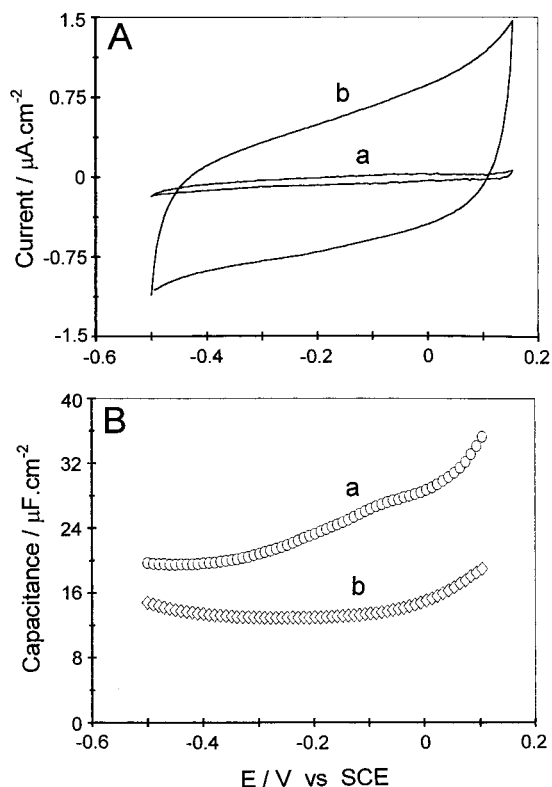 A
Current / μA.cm⁻²
1.5
0.75
0
-0.75
-1.5
b
a
-0.6
-0.4
-0.2
0
0.2
B
Capacitance / μF.cm⁻²
40
32
24
16
8
0
a
b
-0.6
-0.4
-0.2
0
0.2
E / V vs SCE